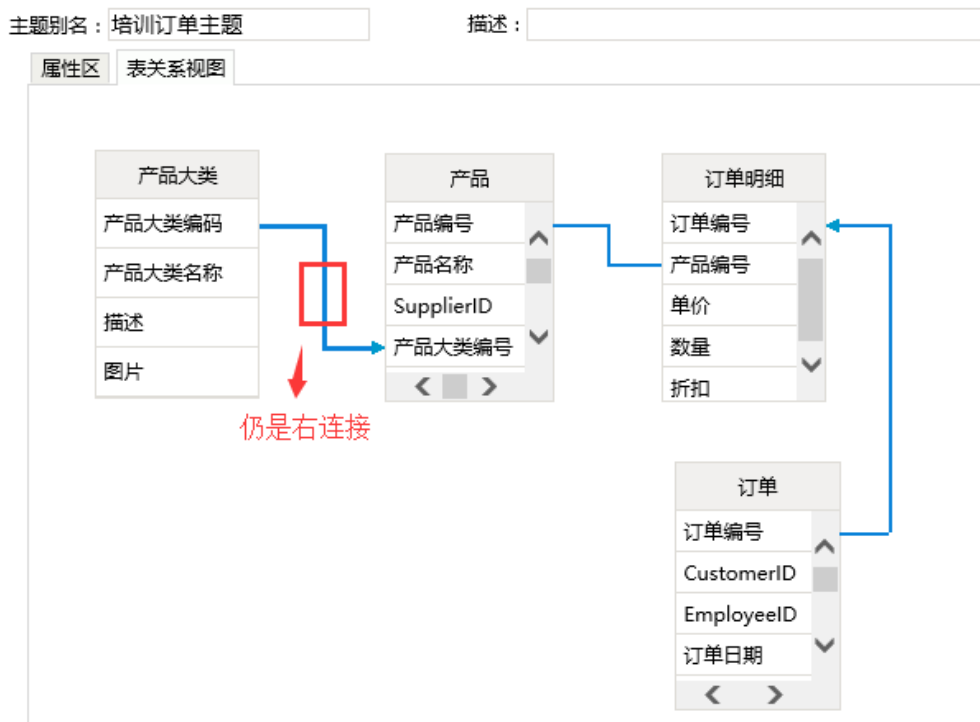 主题别名：培训订单主题
描述：
属性区
表关系视图
产品大类
产品大类编码
产品大类名称
描述
图片
产品
产品编号
产品名称
SupplierID
产品大类编号
订单明细
订单编号
产品编号
单价
数量
折扣
仍是右连接
订单
订单编号
CustomerID
EmployeeID
订单日期